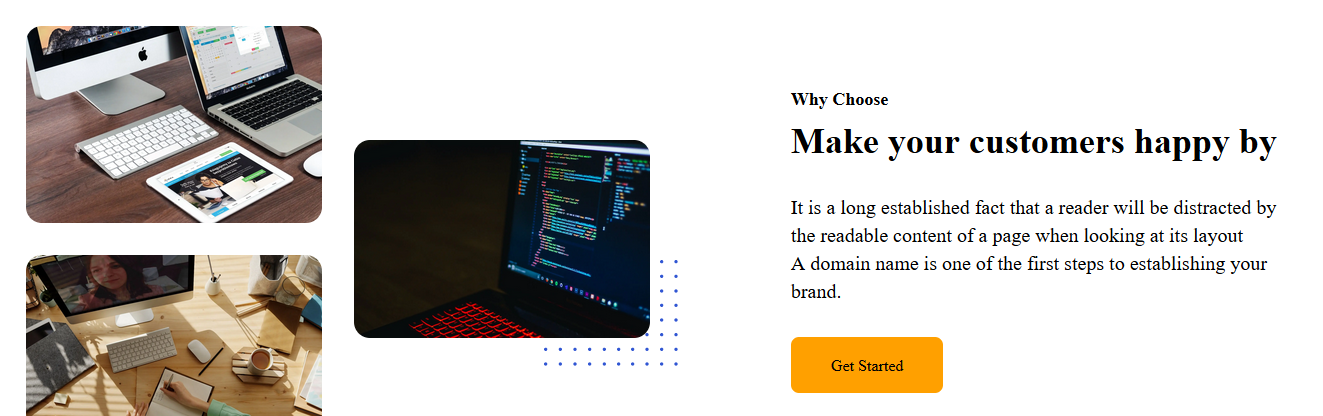 Why Choose
Make your customers happy by
It is a long established fact that a reader will be distracted by
the readable content of a page when looking at its layout
A domain name is one of the first steps to establishing your
brand.
Get Started